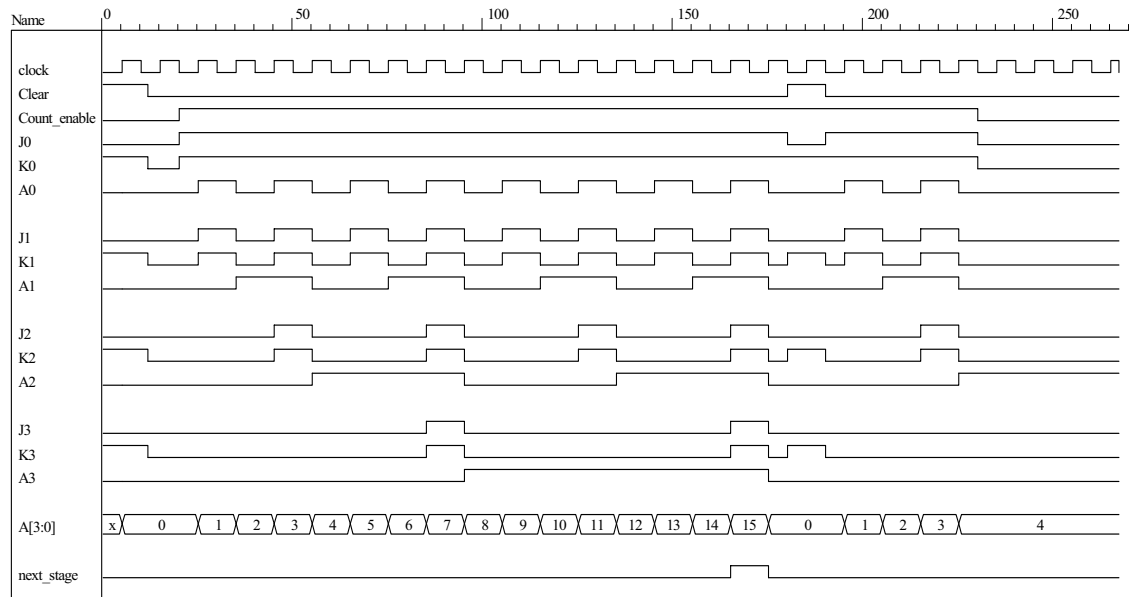 Name 0 50 100 150 200 250
clock
Clear
Count_enable
J0
K0
A0
J1
K1
A1
J2
K2
A2
J3
K3
A3
A[3:0] x 0 1 2 3 4 5 6 7 8 9 10 11 12 13 14 15 0 1 2 3 4
next_stage